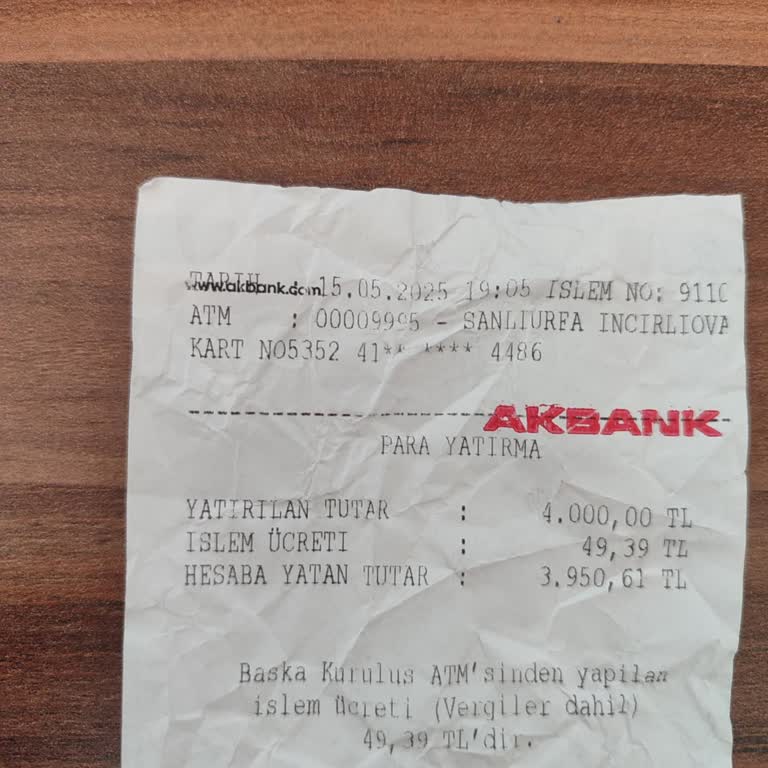 TARIH : 15.05.2025 19:05 ISLEM NO: 9110
www.akbank.com
ATM : 00009995 - SANLIURFA INCIRLIOVA
KART NO5352 41** **** 4486
AKBANK
PARA YATIRMA
YATIRILAN TUTAR : 4.000,00 TL
ISLEM ÜCRETI : 49,39 TL
HESABA YATAN TUTAR : 3.950,61 TL
Baska Kurulus ATM'sinden yapilan
islem ücreti (Vergiler dahil)
49,39 TL'dir.